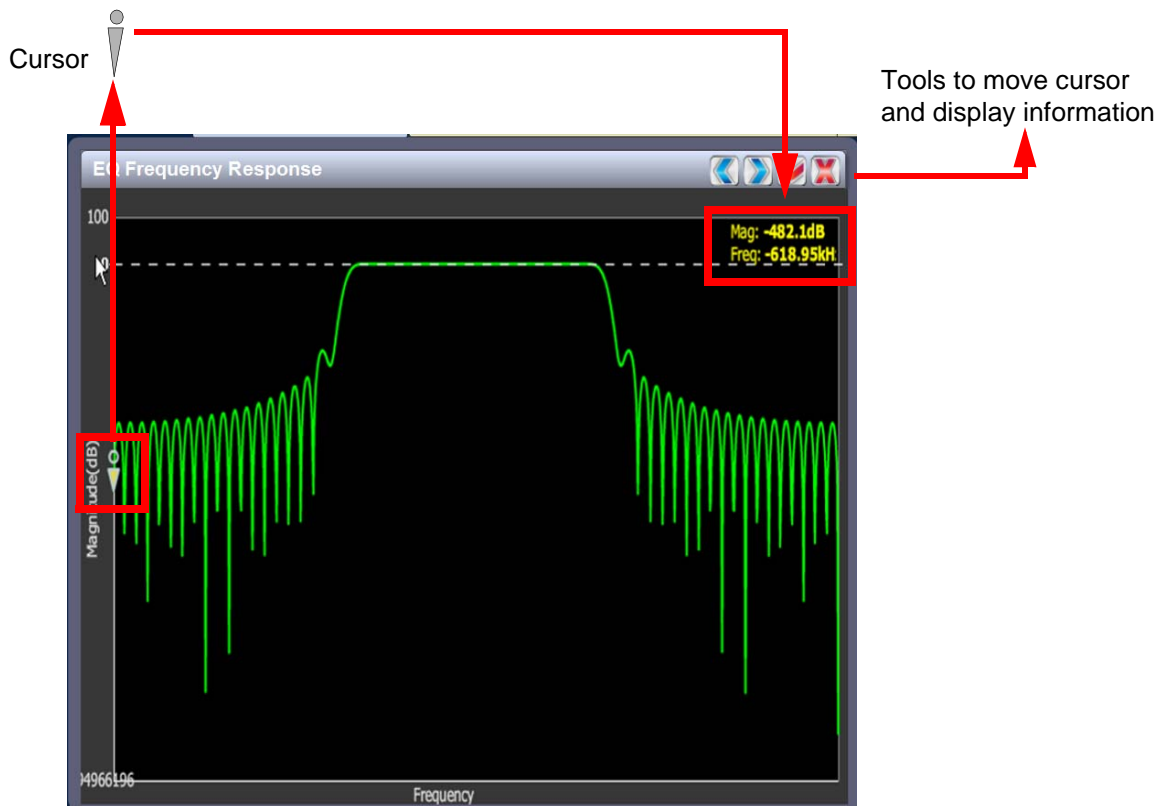 Cursor
Tools to move cursor
and display information
EQ Frequency Response
100
Mag: -482.1dB
Freq: -618.95kH
Magnitude(dB)
94966196
Frequency